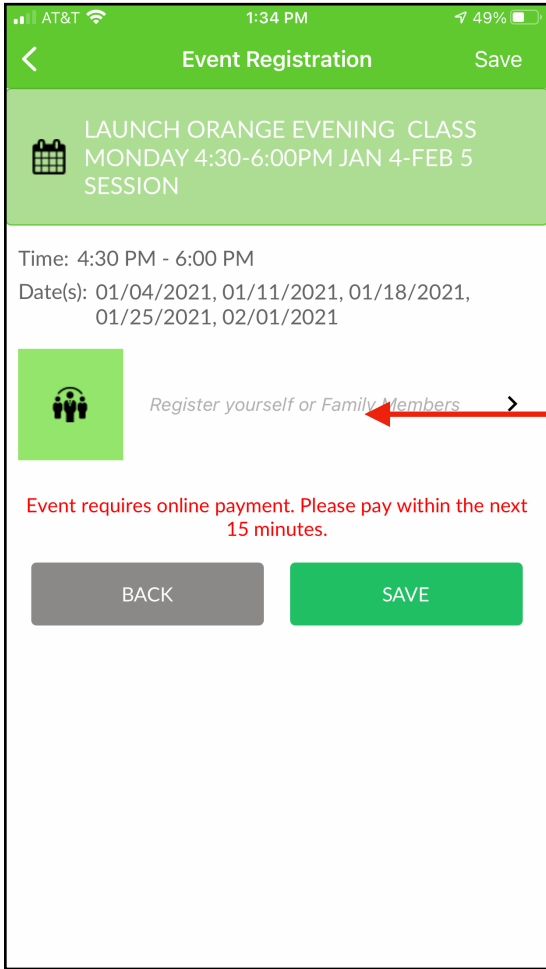 AT&T 1:34 PM 49%
Event Registration Save
LAUNCH ORANGE EVENING  CLASS
MONDAY 4:30-6:00PM JAN 4-FEB 5
SESSION
Time: 4:30 PM - 6:00 PM
Date(s): 01/04/2021, 01/11/2021, 01/18/2021,
01/25/2021, 02/01/2021
Register yourself or Family Members
Event requires online payment. Please pay within the next
15 minutes.
BACK SAVE